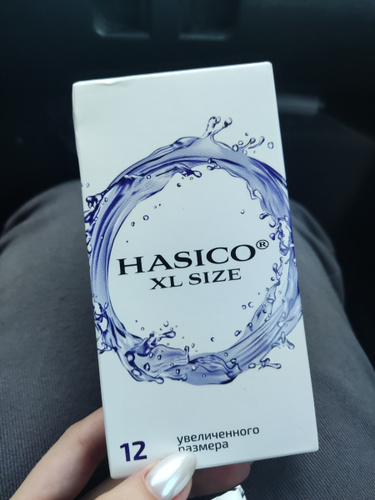 HASICO®
XL SIZE
12
увеличенного
размера